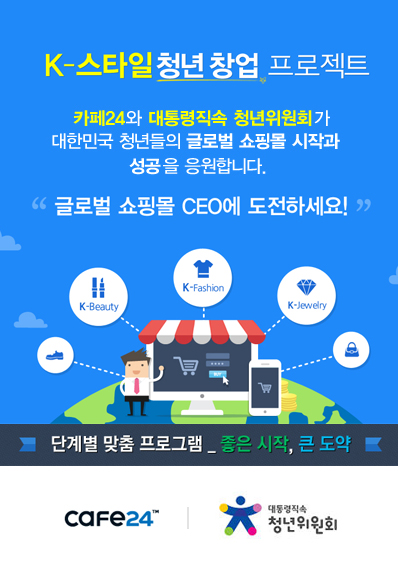 K-스타일 청년 창업 프로젝트
카페24와 대통령직속 청년위원회가
대한민국 청년들의 글로벌 쇼핑몰 시작과
성공을 응원합니다.
“ 글로벌 쇼핑몰 CEO에 도전하세요! ”
K-Beauty
K-Fashion
K-Jewelry
단계별 맞춤 프로그램 _ 좋은 시작, 큰 도약
cafe24™
대통령직속
청년위원회